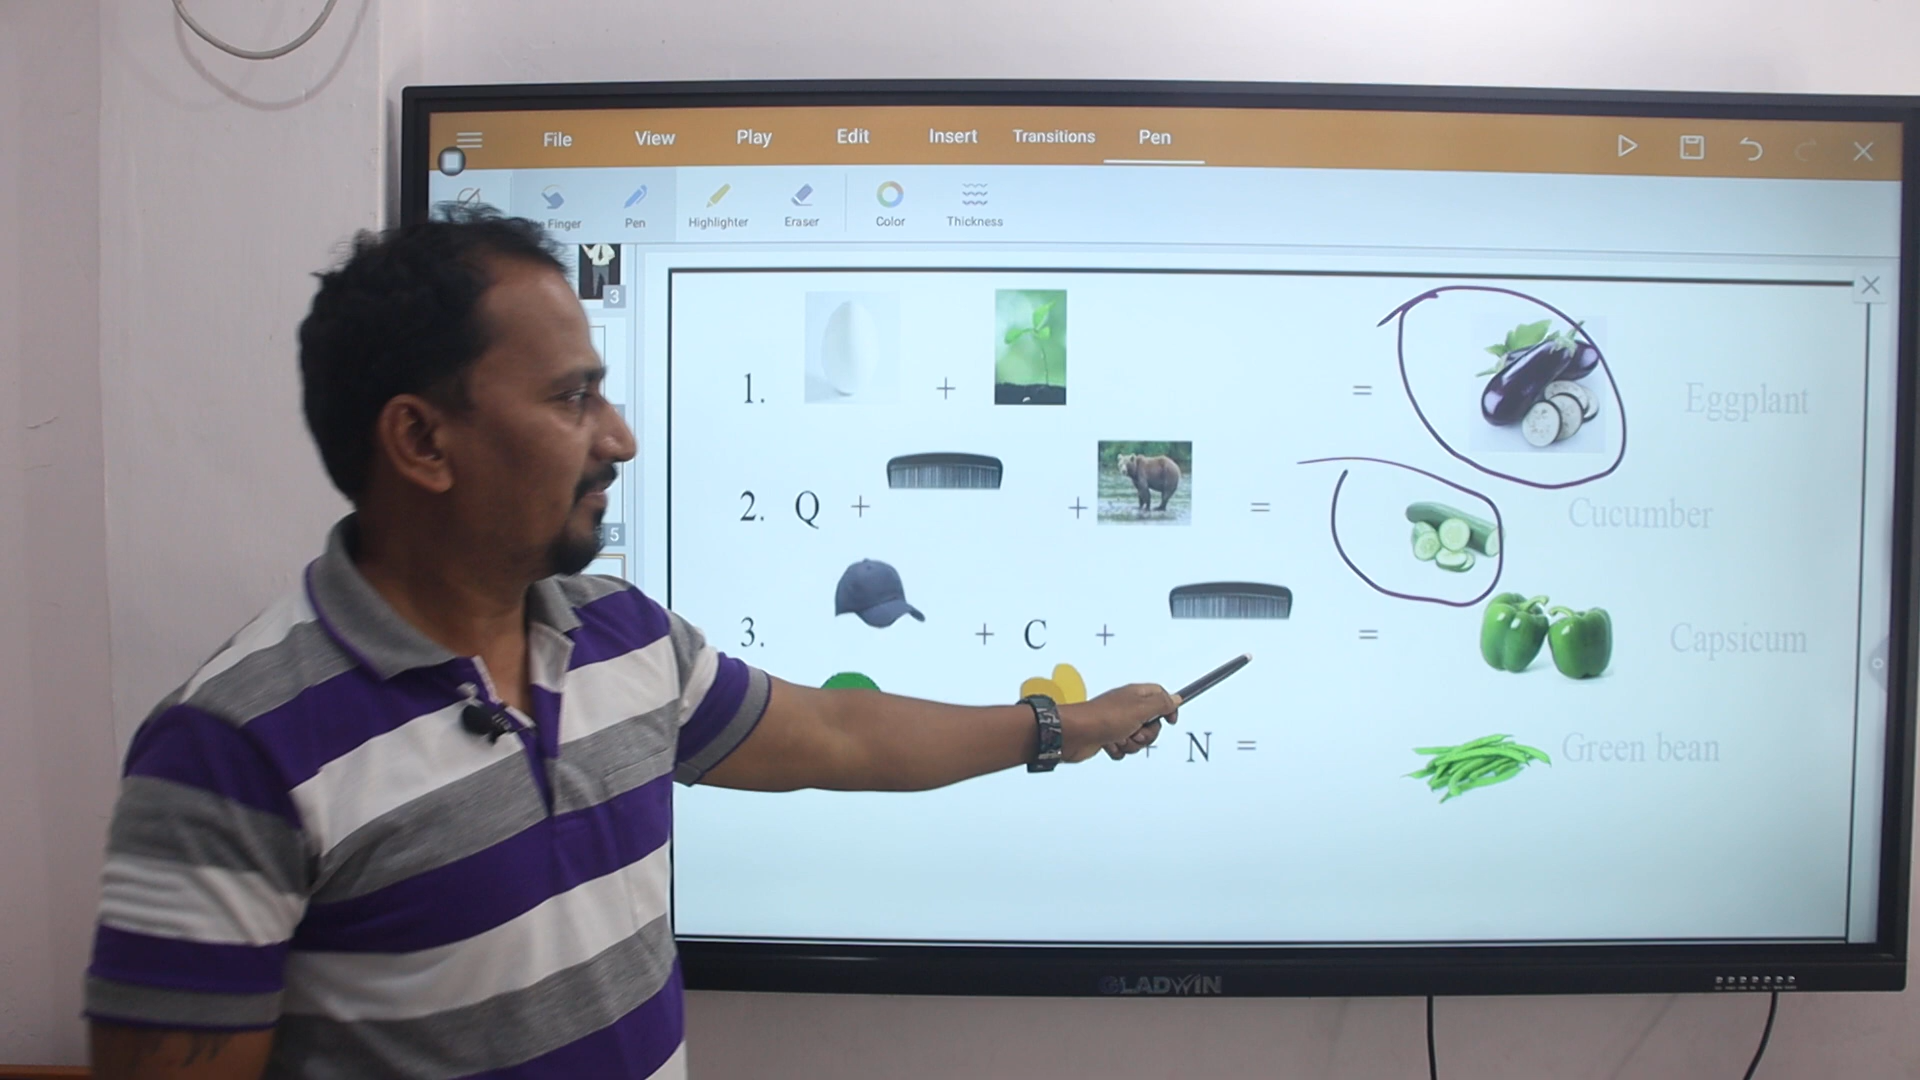 File View Play Edit Insert Transitions Pen
Finger Pen Highlighter Eraser Color Thickness
3
1. + = Eggplant
2. Q + + = Cucumber
5
3. + C + = Capsicum
+ N = Green bean
GLADWIN